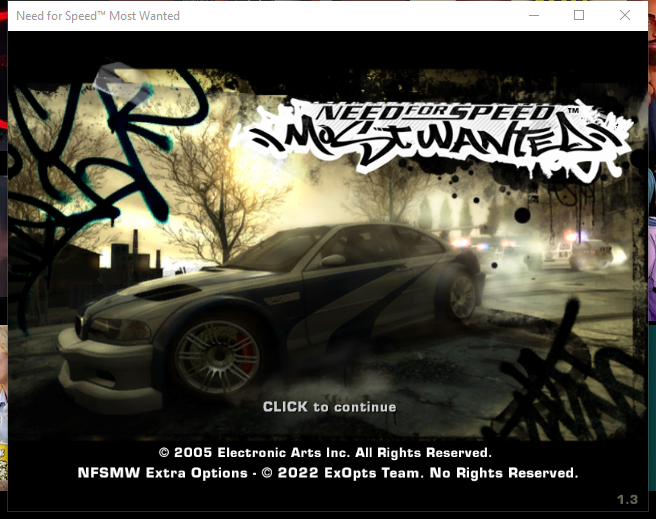 Need for Speed™ Most Wanted
NEED FOR SPEED™
MOST WANTED
CLICK to continue
© 2005 Electronic Arts Inc. All Rights Reserved.
NFSMW Extra Options - © 2022 ExOpts Team. No Rights Reserved.
1.3